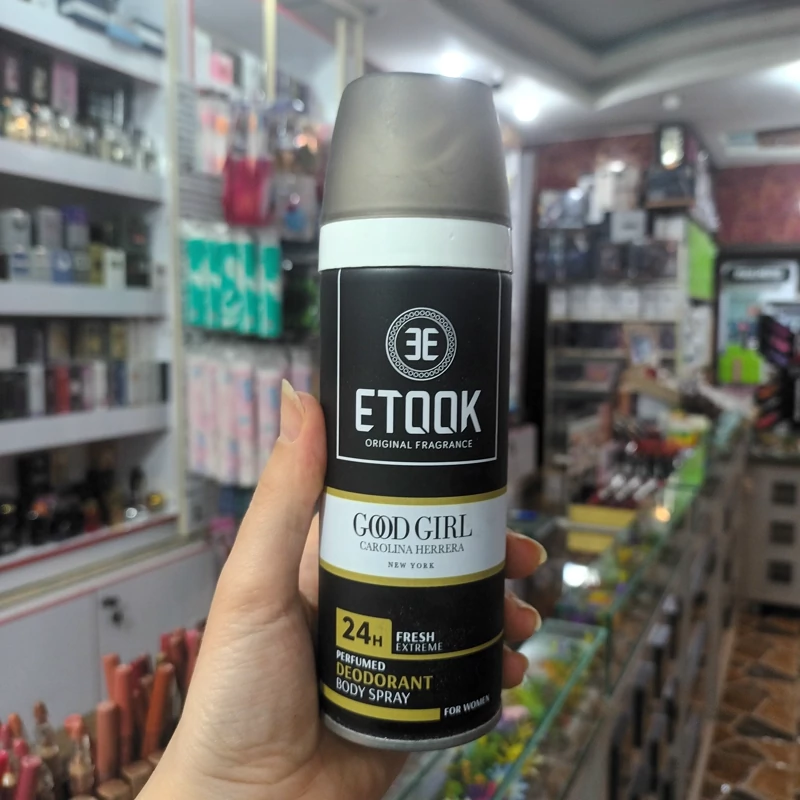 ETOOK
ORIGINAL FRAGRANCE
GOOD GIRL
CAROLINA HERRERA
NEW YORK
24H FRESH
EXTREME
PERFUMED
DEODORANT
BODY SPRAY
FOR WOMEN